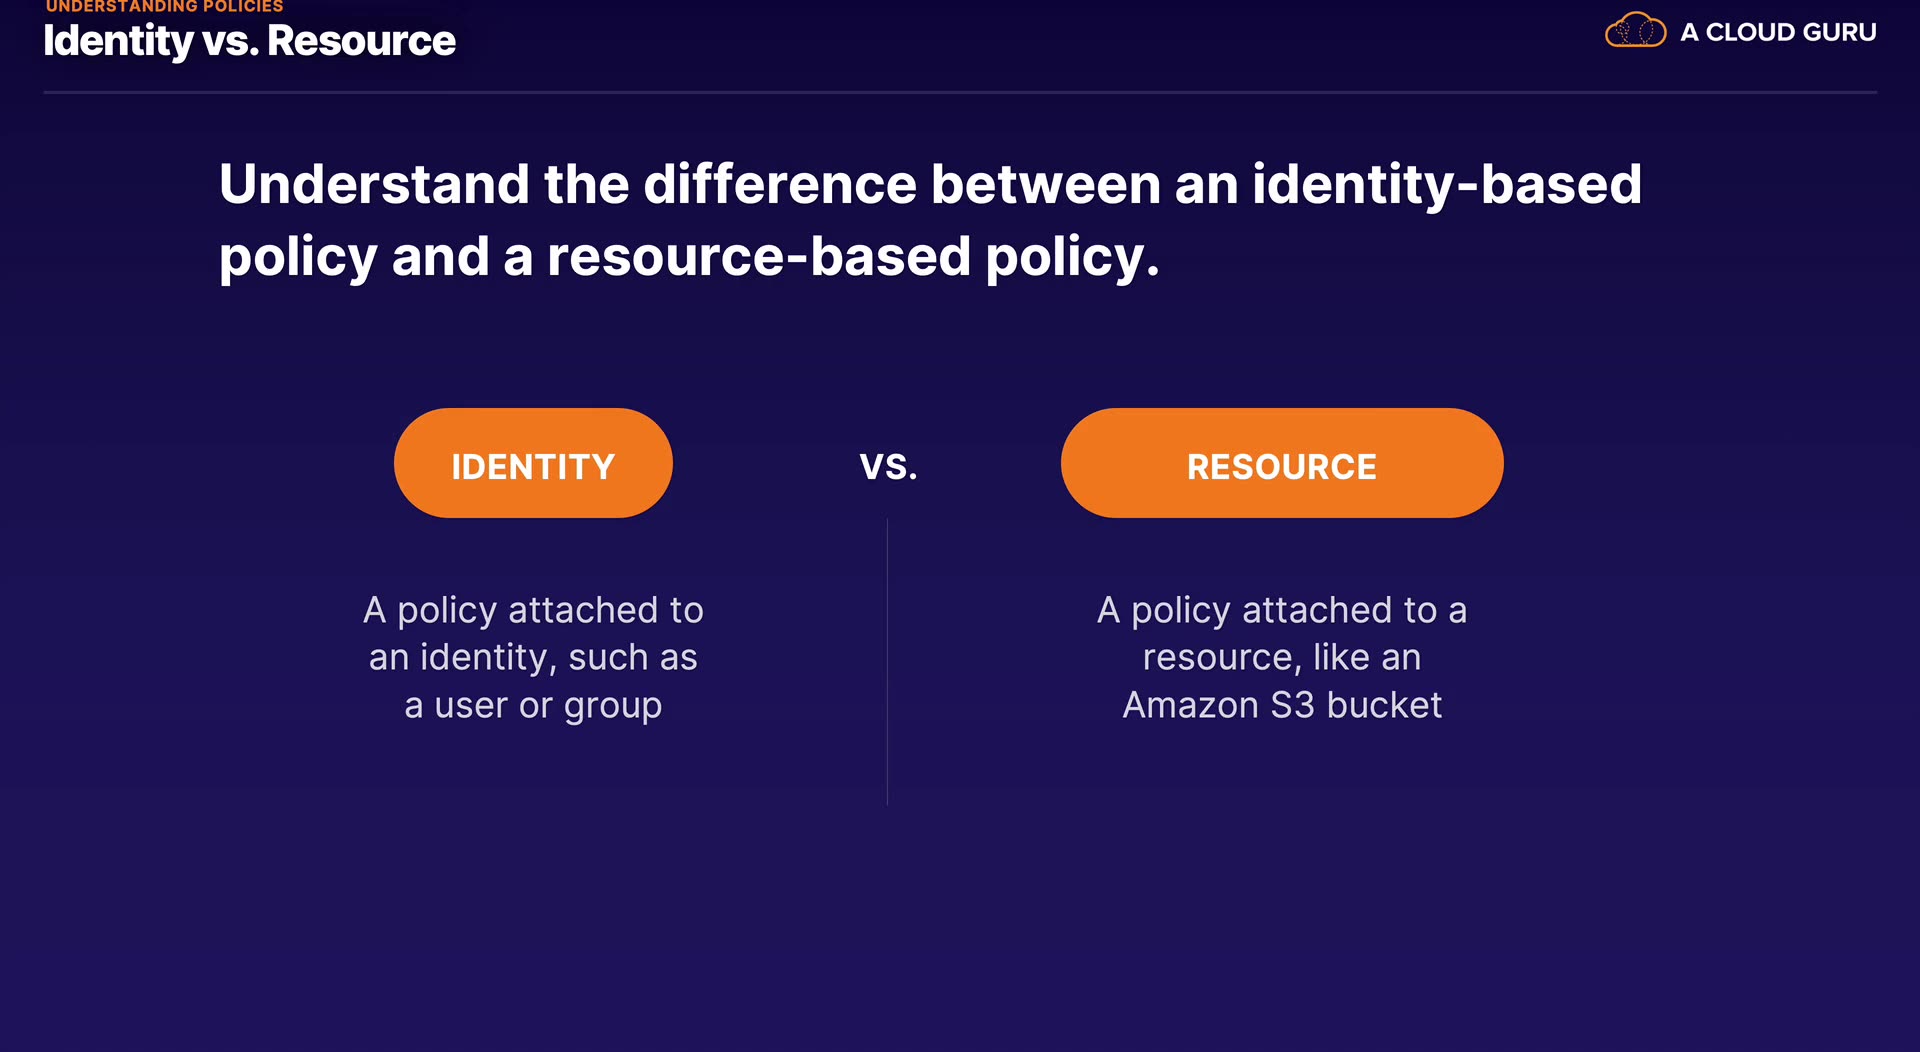 UNDERSTANDING POLICIES
Identity vs. Resource
A CLOUD GURU
Understand the difference between an identity-based
policy and a resource-based policy.
IDENTITY
VS.
RESOURCE
A policy attached to
an identity, such as
a user or group
A policy attached to a
resource, like an
Amazon S3 bucket